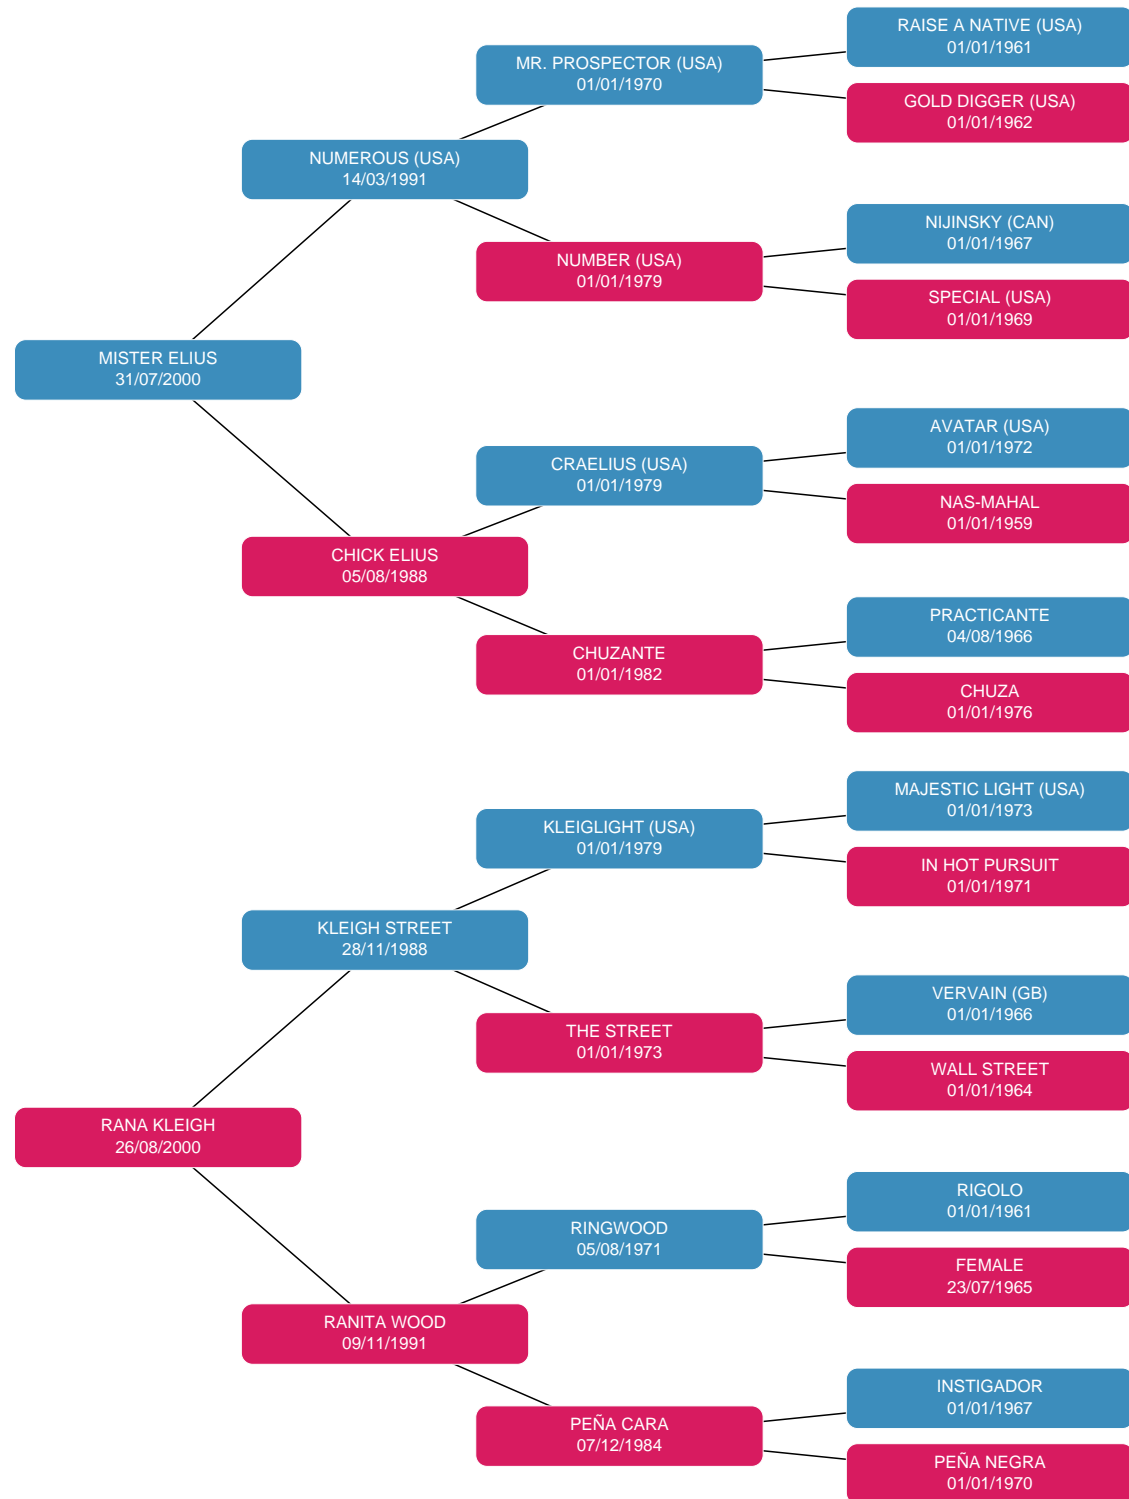 RAISE A NATIVE (USA)
01/01/1961
MR. PROSPECTOR (USA)
01/01/1970
GOLD DIGGER (USA)
01/01/1962
NUMEROUS (USA)
14/03/1991
NIJINSKY (CAN)
01/01/1967
NUMBER (USA)
01/01/1979
SPECIAL (USA)
01/01/1969
MISTER ELIUS
31/07/2000
AVATAR (USA)
01/01/1972
CRAELIUS (USA)
01/01/1979
NAS-MAHAL
01/01/1959
CHICK ELIUS
05/08/1988
PRACTICANTE
04/08/1966
CHUZANTE
01/01/1982
CHUZA
01/01/1976
MAJESTIC LIGHT (USA)
01/01/1973
KLEIGLIGHT (USA)
01/01/1979
IN HOT PURSUIT
01/01/1971
KLEIGH STREET
28/11/1988
VERVAIN (GB)
01/01/1966
THE STREET
01/01/1973
WALL STREET
01/01/1964
RANA KLEIGH
26/08/2000
RIGOLO
01/01/1961
RINGWOOD
05/08/1971
FEMALE
23/07/1965
RANITA WOOD
09/11/1991
INSTIGADOR
01/01/1967
PEÑA CARA
07/12/1984
PEÑA NEGRA
01/01/1970